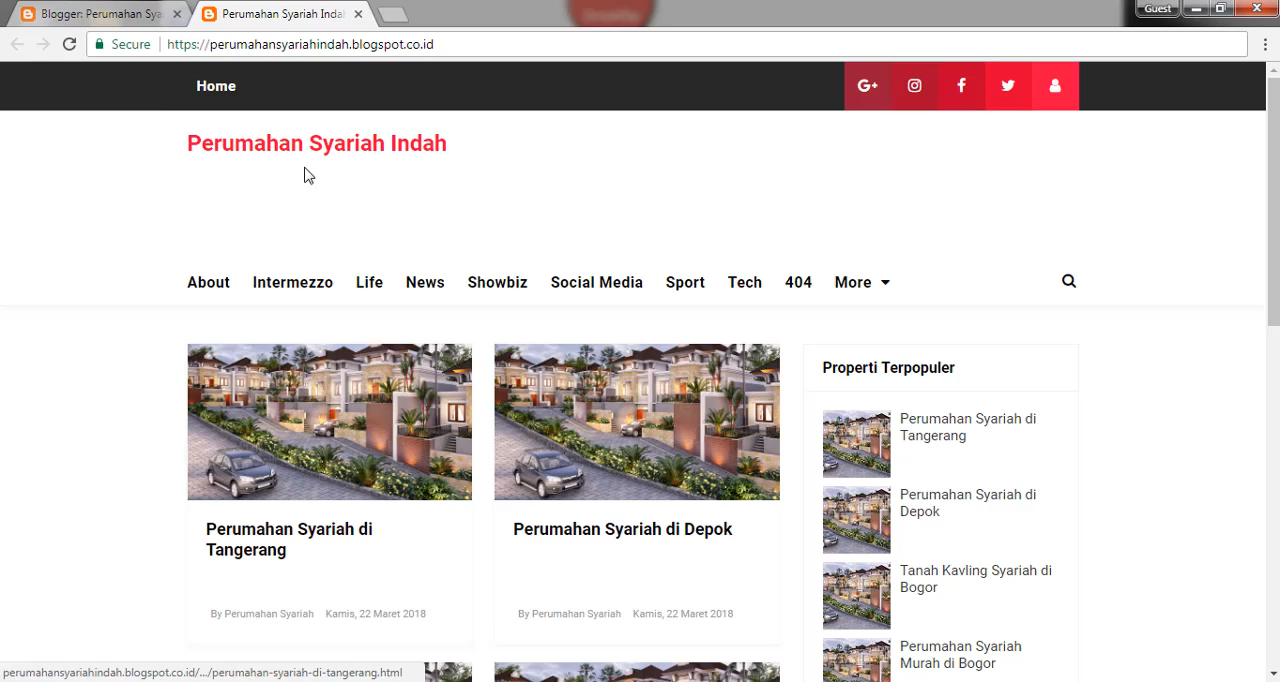 Blogger: Perumahan Sya
Perumahan Syariah Inda
Guest
Secure
https://perumahansyariahindah.blogspot.co.id
Home
G+
Perumahan Syariah Indah
About Intermezzo Life News Showbiz Social Media Sport Tech 404 More
Perumahan Syariah di
Tangerang
By Perumahan Syariah Kamis, 22 Maret 2018
Perumahan Syariah di Depok
By Perumahan Syariah Kamis, 22 Maret 2018
Properti Terpopuler
Perumahan Syariah di
Tangerang
Perumahan Syariah di
Depok
Tanah Kavling Syariah di
Bogor
Perumahan Syariah
Murah di Bogor
perumahansyariahindah.blogspot.co.id/.../perumahan-syariah-di-tangerang.html